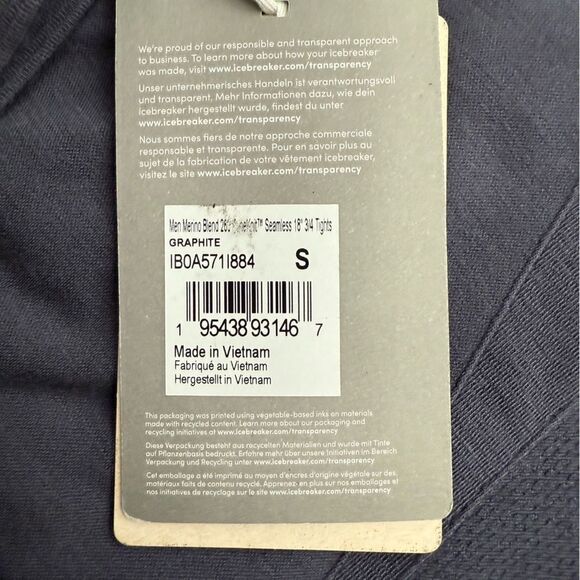 We're proud of our responsible and transparent approach
to business. To learn more about how your icebreaker
was made, visit www.icebreaker.com/transparency
Unser unternehmerisches Handeln ist verantwortungsvoll
und transparent. Mehr Informationen dazu, wie dein
icebreaker hergestellt wurde, findest du unter
www.icebreaker.com/transparency
Nous sommes fiers de notre approche commerciale
responsable et transparente. Pour en savoir plus au
sujet de la fabrication de votre vêtement icebreaker,
visitez le site www.icebreaker.com/transparency
Men Merino Blend Seamless 18" 3/4 Tights
GRAPHITE
IB0A571I884 S
1 95438 93146 7
Made in Vietnam
Fabriqué au Vietnam
Hergestellt in Vietnam
This packaging was printed using vegetable-based inks on materials
made with recycled content. Learn more about our packaging and
recycling initiatives at www.icebreaker.com/transparency
Diese Verpackung besteht aus recycelten Materialien und wurde mit Tinte
auf Pflanzenbasis bedruckt. Erfahre mehr über unsere Initiativen im Bereich
Verpackung und Recycling unter www.icebreaker.com/transparency
Cet emballage a été imprimé au moyen d'encres d'origine végétale sur des
matériaux faits de contenu recyclé. Apprenez-en plus sur nos emballages et
nos initiatives de recyclage sur le site www.icebreaker.com/transparency